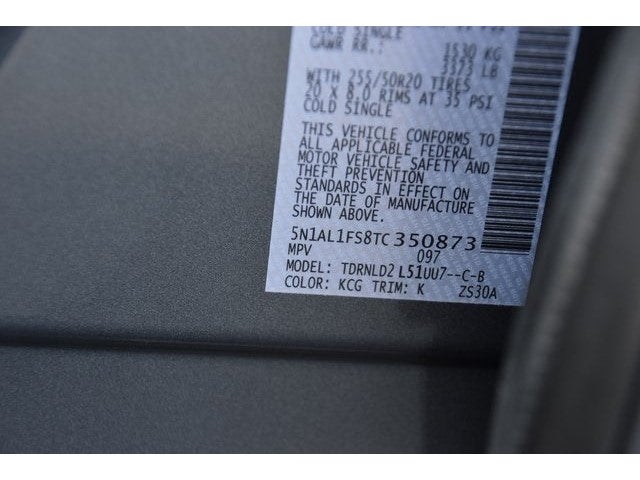 COLD SINGLE
GAWR RR.: 1530 KG
3373 LB
WITH 255/50R20 TIRES
20 X 8.0 RIMS AT 35 PSI
COLD SINGLE
THIS VEHICLE CONFORMS TO
ALL APPLICABLE FEDERAL
MOTOR VEHICLE SAFETY AND
THEFT PREVENTION
STANDARDS IN EFFECT ON
THE DATE OF MANUFACTURE
SHOWN ABOVE.
5N1AL1FS8TC350873
MPV 097
MODEL: TDRNLD2 L51UU7--C-B
COLOR: KCG TRIM: K ZS30A